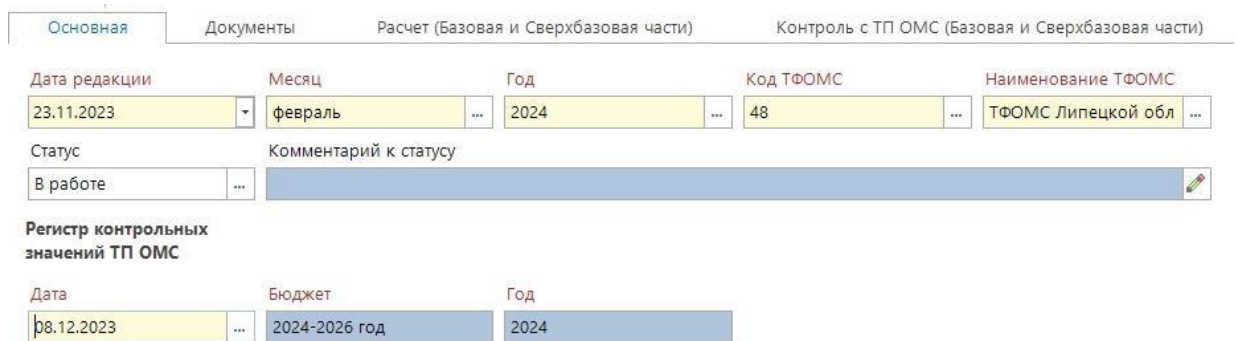 Основная Документы Расчет (Базовая и Сверхбазовая части) Контроль с ТП ОМС (Базовая и Сверхбазовая части)
Дата редакции Месяц Год Код ТФОМС Наименование ТФОМС
23.11.2023 февраль ... 2024 ... 48 ... ТФОМС Липецкой обл ...
Статус Комментарий к статусу
В работе ...
Регистр контрольных
значений ТП ОМС
Дата Бюджет Год
08.12.2023 ... 2024-2026 год 2024